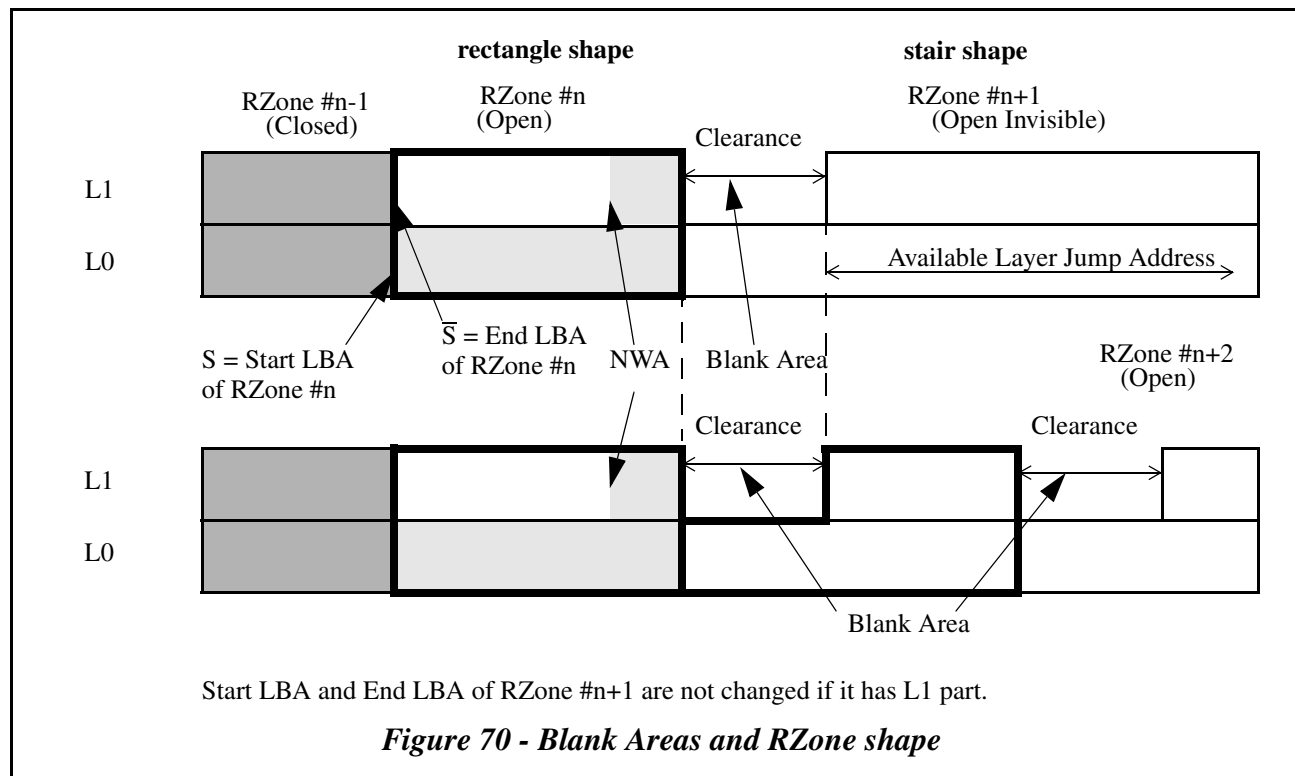 rectangle shape
stair shape
RZone #n-1
(Closed)
RZone #n
(Open)
RZone #n+1
(Open Invisible)
Clearance
L1
L0
Available Layer Jump Address
S = Start LBA
of RZone #n
S̅ = End LBA
of RZone #n
NWA
Blank Area
RZone #n+2
(Open)
Clearance
Clearance
L1
L0
Blank Area
Start LBA and End LBA of RZone #n+1 are not changed if it has L1 part.
Figure 70 - Blank Areas and RZone shape